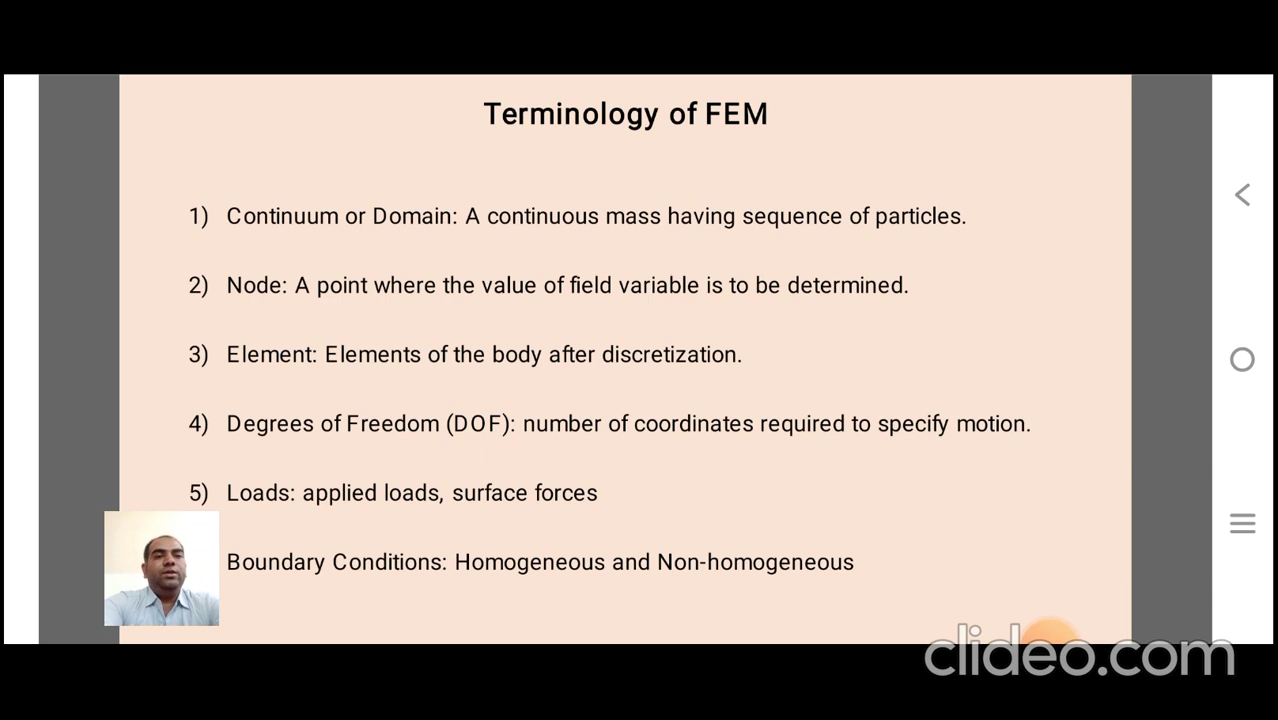 Terminology of FEM
1) Continuum or Domain: A continuous mass having sequence of particles.
2) Node: A point where the value of field variable is to be determined.
3) Element: Elements of the body after discretization.
4) Degrees of Freedom (DOF): number of coordinates required to specify motion.
5) Loads: applied loads, surface forces
Boundary Conditions: Homogeneous and Non-homogeneous
clideo.com